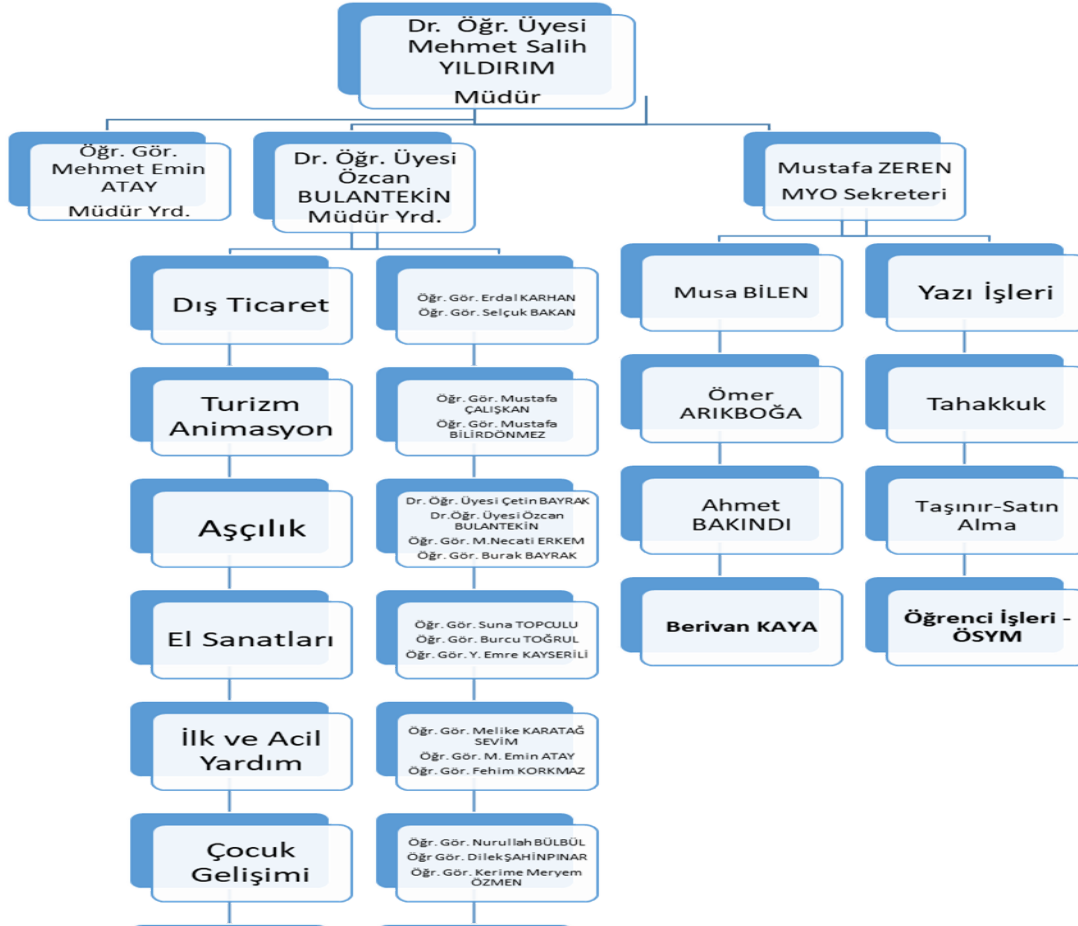 Dr. Öğr. Üyesi
Mehmet Salih
YILDIRIM
Müdür
Öğr. Gör.
Mehmet Emin
ATAY
Müdür Yrd.
Dr. Öğr. Üyesi
Özcan
BULANTEKİN
Müdür Yrd.
Mustafa ZEREN
MYO Sekreteri
Dış Ticaret
Öğr. Gör. Erdal KARHAN
Öğr. Gör. Selçuk BAKAN
Musa BİLEN
Yazı İşleri
Turizm
Animasyon
Öğr. Gör. Mustafa
ÇALIŞKAN
Öğr. Gör. Mustafa
BİLİRDÖNMEZ
Ömer
ARIKBOĞA
Tahakkuk
Aşçılık
Dr. Öğr. Üyesi Çetin BAYRAK
Dr.Öğr. Üyesi Özcan
BULANTEKİN
Öğr. Gör. M.Necati ERKEM
Öğr. Gör. Burak BAYRAK
Ahmet
BAKINDI
Taşınır-Satın
Alma
El Sanatları
Öğr. Gör. Suna TOPCULU
Öğr. Gör. Burcu TOĞRUL
Öğr. Gör. Y. Emre KAYSERİLİ
Berivan KAYA
Öğrenci İşleri -
ÖSYM
İlk ve Acil
Yardım
Öğr. Gör. Melike KARATAĞ
SEVİM
Öğr. Gör. M. Emin ATAY
Öğr. Gör. Fehim KORKMAZ
Çocuk
Gelişimi
Öğr. Gör. Nurullah BÜLBÜL
Öğr Gör. Dilek ŞAHİNPINAR
Öğr. Gör. Kerime Meryem
ÖZMEN